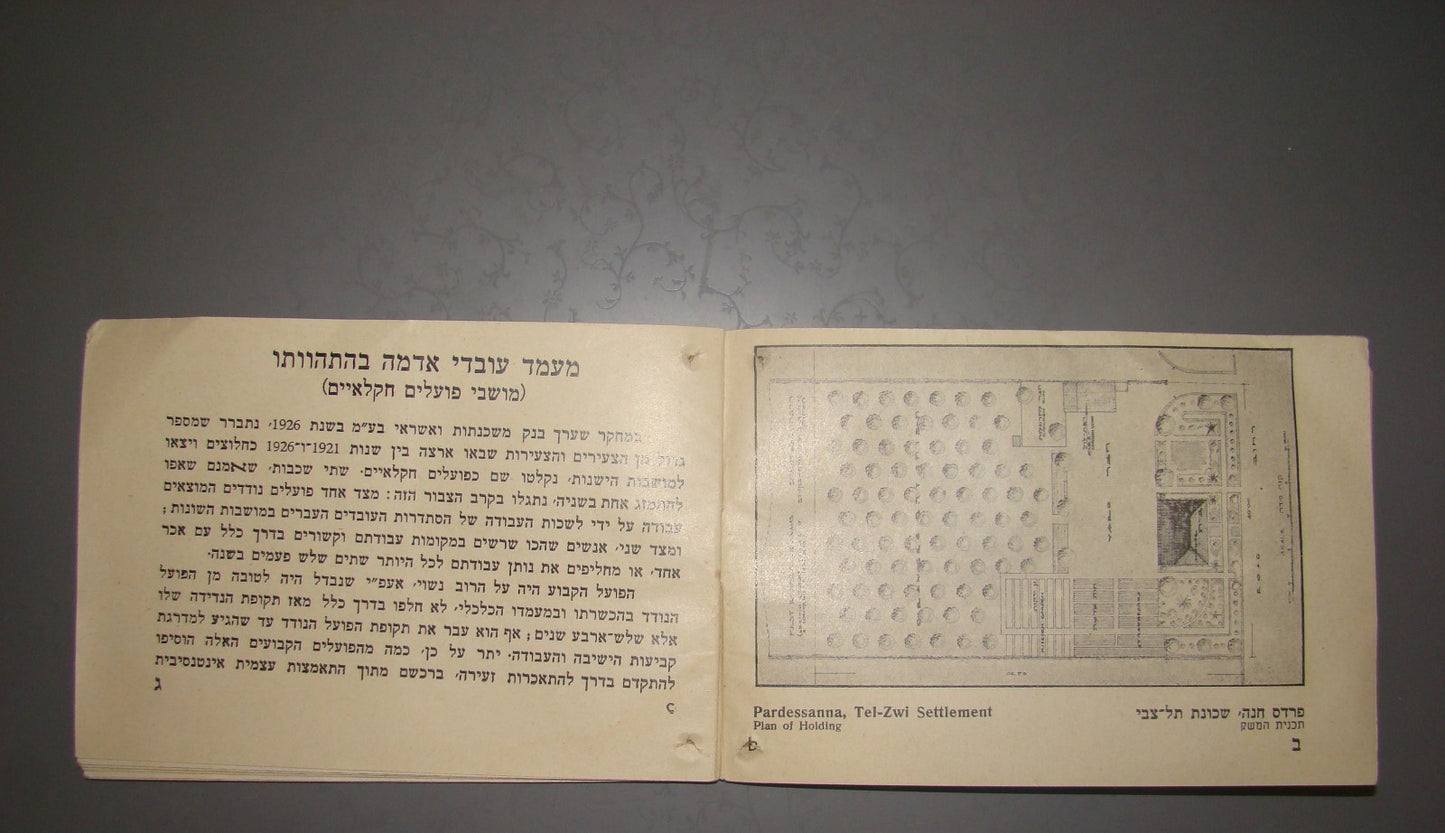 מעמד עובדי אדמה בהתהוותו
(מושבי פועלים חקלאיים)
במחקר שערך בנק משכנתות ואשראי בע"מ בשנת 1926, נתברר שמספר
גדול מן הצעירים והצעירות שבאו ארצה בין שנות 1921־ו־1926 כחלוצים ויצאו
למושבות הישנות, נקלטו שם כפועלים חקלאיים. שתי שכבות, שאמנם שאפו
להתמזג אחת בשניה, נתגלו בקרב הצבור הזה: מצד אחד פועלים נודדים המוצאים
עבודה על ידי לשכות העבודה של הסתדרות העובדים העברים במושבות השונות;
ומצד שני, אנשים שהכו שרשים במקומות עבודתם וקשורים בדרך כלל עם אכר
אחד, או מחליפים את נותן עבודתם לכל היותר שתים שלש פעמים בשנה.
הפועל הקבוע היה על הרוב נשוי, אעפ"י שנבדל היה לטובה מן הפועל
הנודד בהכשרתו ובמעמדו הכלכלי, לא חלפו בדרך כלל מאז תקופת הנדידה שלו
אלא שלש־ארבע שנים; אף הוא עבר את תקופת הפועל הנודד עד שהגיע למדרגת
קביעות הישיבה והעבודה. יתר על כן, כמה מהפועלים הקבועים האלה הוסיפו
להתקדם בדרך להתאכרות זעירה, ברכשם מתוך התאמצות עצמית אינטנסיבית
ג
פרדס חנה, שכונת תל־צבי
תכנית המשק
ב
Pardessanna, Tel-Zwi Settlement
Plan of Holding
b